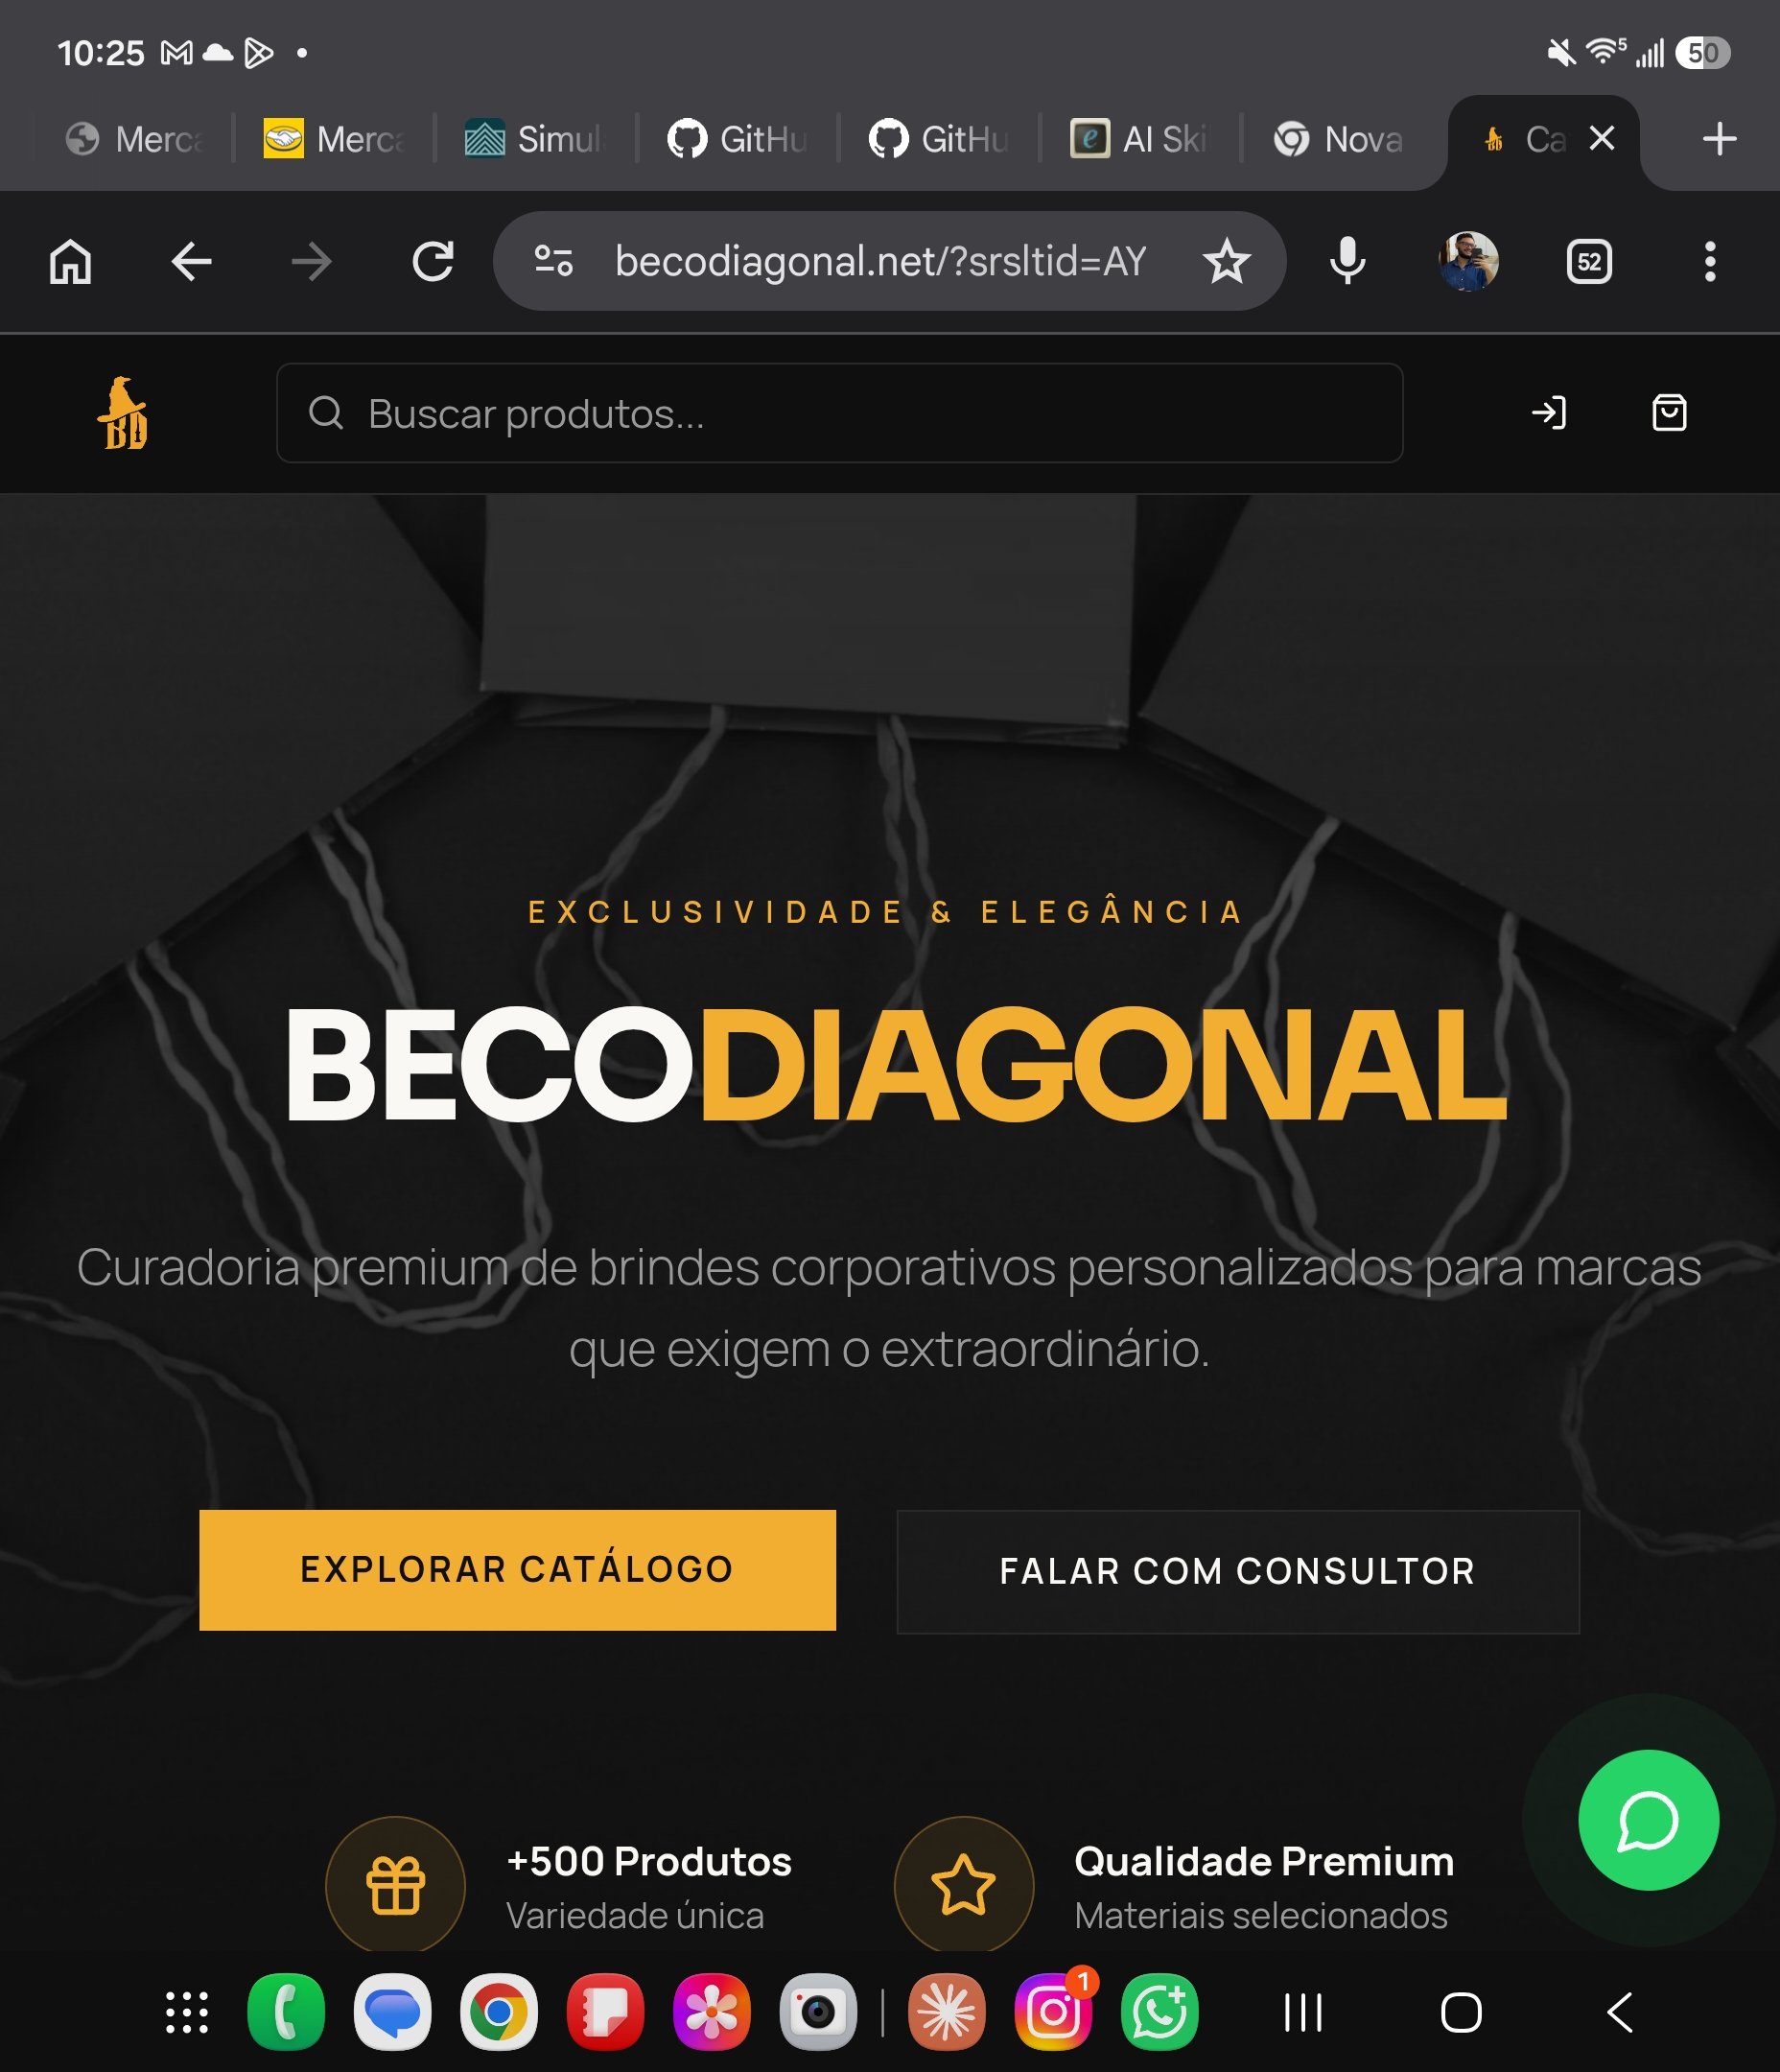 10:25
5
50
Merca
Merca
Simul
GitHu
GitHu
AI Ski
Nova
Ca
becodiagonal.net/?srsltid=AY
52
BD
Buscar produtos...
EXCLUSIVIDADE & ELEGÂNCIA
BECODIAGONAL
Curadoria premium de brindes corporativos personalizados para marcas
que exigem o extraordinário.
EXPLORAR CATÁLOGO
FALAR COM CONSULTOR
+500 Produtos
Variedade única
Qualidade Premium
Materiais selecionados
1